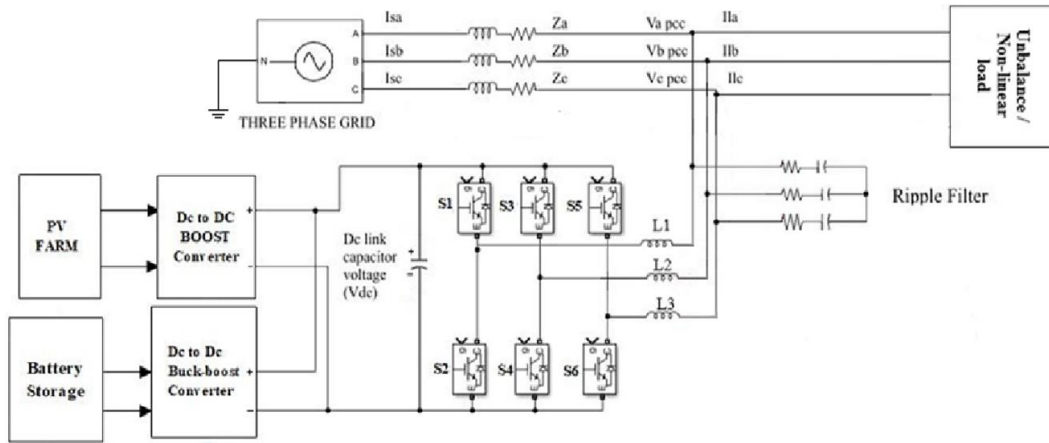 Isa
Za
Va pcc
Ila
A
Isb
Zb
Vb pcc
Ilb
N
B
Isc
Zc
Vc pcc
Ilc
C
Unbalance /
Non-linear
load
THREE PHASE GRID
PV
FARM
Dc to DC
BOOST
Converter
+
−
Dc link
capacitor
voltage
(Vdc)
+
S1
S3
S5
g
C
E
g
C
E
g
C
E
Ripple Filter
L1
L2
L3
Battery
Storage
Dc to Dc
Buck-boost
Converter
+
−
S2
S4
S6
g
C
E
g
C
E
g
C
E